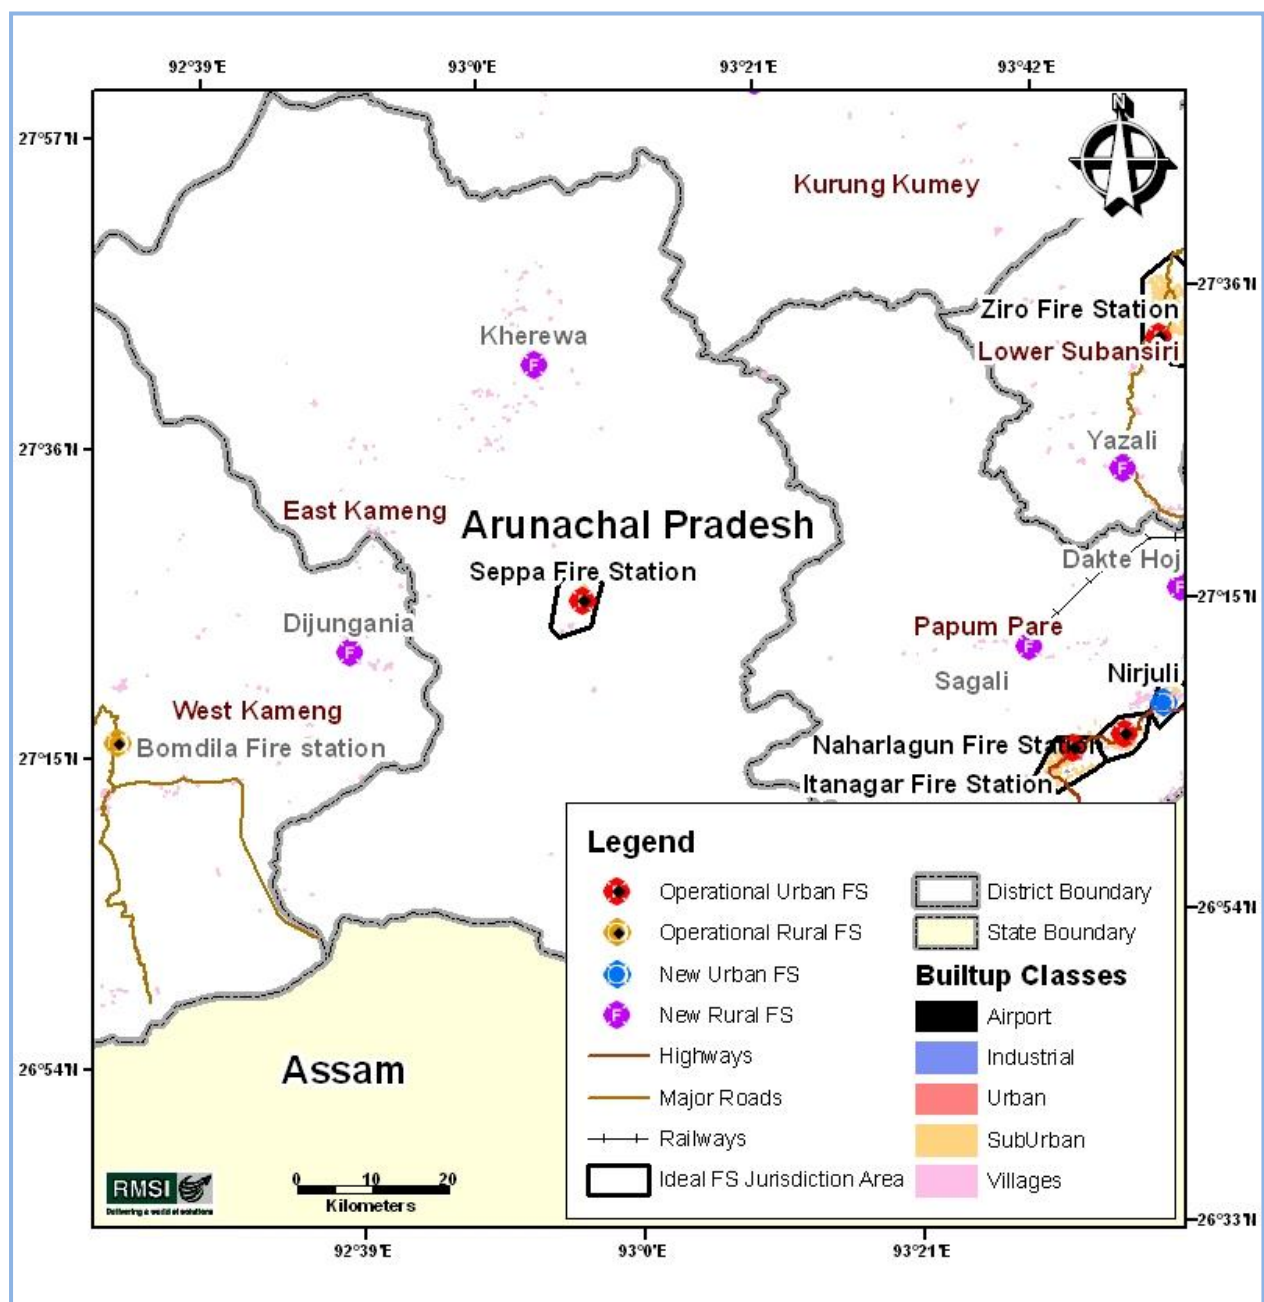 92°39'E 93°0'E 93°21'E 93°42'E
N
27°57'N
Kurung Kumey
27°36'N
Ziro Fire Station
Kherewa
Lower Subansiri
Yazali
27°36'N
East Kameng
Arunachal Pradesh
Dakte Hoj
Seppa Fire Station
27°15'N
Dijungania
Papum Pare
Nirjuli
Sagali
West Kameng
Bomdila Fire station
Naharlagun Fire Station
27°15'N
Itanagar Fire Station
Legend
Operational Urban FS
District Boundary
26°54'N
Operational Rural FS
State Boundary
New Urban FS
Builtup Classes
F New Rural FS
Airport
Highways
Industrial
26°54'N
Assam
Major Roads
Urban
Railways
SubUrban
Ideal FS Jurisdiction Area
Villages
RMSI
Delivering a world of solutions
0 10 20
Kilometers
26°33'N
92°39'E 93°0'E 93°21'E